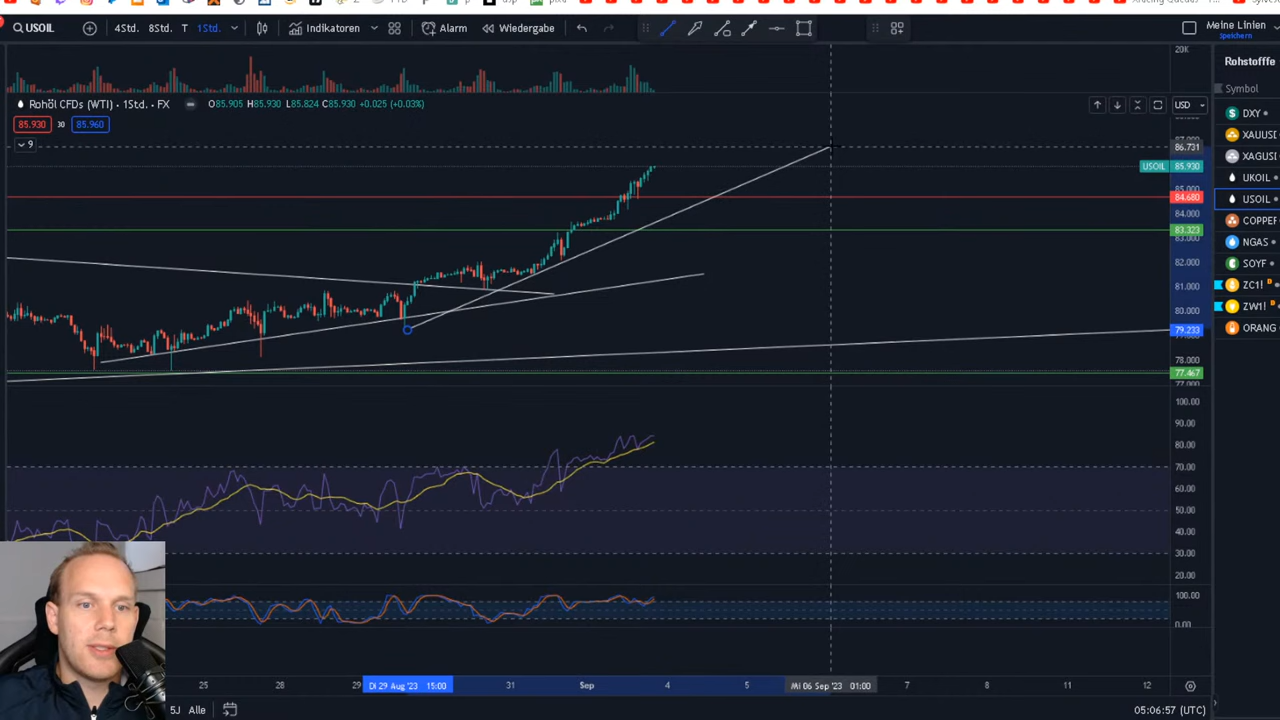 USOIL
4Std. 8Std. T 1Std.
Indikatoren
Alarm
Wiedergabe
Meine Linien
Speichern
20K
Rohöl CFDs (WTI) · 1Std. · FX
O85.905 H85.930 L85.824 C85.930 +0.025 (+0.03%)
85.930 30 85.960
9
USD
87.000
86.731
USOIL 85.930
85.000
84.680
84.000
83.323
83.000
82.000
81.000
80.000
79.233
78.000
77.467
77.000
100.00
90.00
80.00
70.00
60.00
50.00
40.00
30.00
20.00
100.00
0.00
Rohstoffe
Symbol
DXY
XAUUSI
XAGUSI
UKOIL
USOIL
COPPER
NGAS
SOYF
ZC1! D
ZW1! D
ORANG
25 28 29 Di 29 Aug '23 15:00 31 Sep 4 5 Mi 06 Sep '23 01:00 7 8 11 12
5J Alle
05:06:57 (UTC)